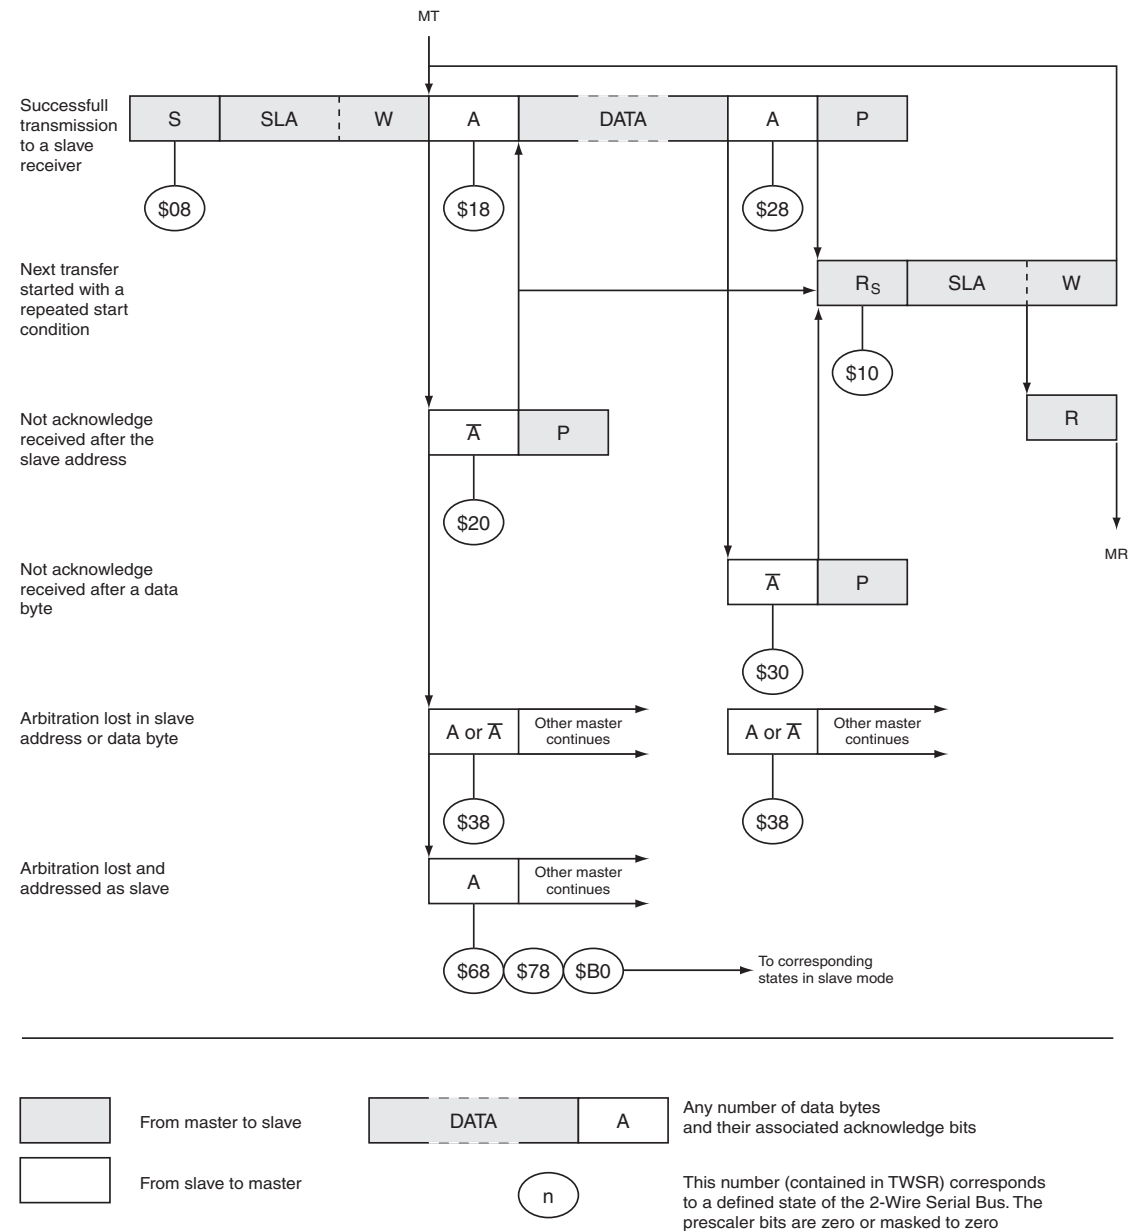 MT
Successfull
transmission
to a slave
receiver
S
SLA
W
A
DATA
A
P
$08
$18
$28
Next transfer
started with a
repeated start
condition
RS
SLA
W
$10
Not acknowledge
received after the
slave address
A̅
P
R
$20
MR
Not acknowledge
received after a data
byte
A̅
P
$30
Arbitration lost in slave
address or data byte
A or A̅
Other master
continues
A or A̅
Other master
continues
$38
$38
Arbitration lost and
addressed as slave
A
Other master
continues
$68
$78
$B0
To corresponding
states in slave mode
From master to slave
DATA
A
Any number of data bytes
and their associated acknowledge bits
From slave to master
n
This number (contained in TWSR) corresponds
to a defined state of the 2-Wire Serial Bus. The
prescaler bits are zero or masked to zero